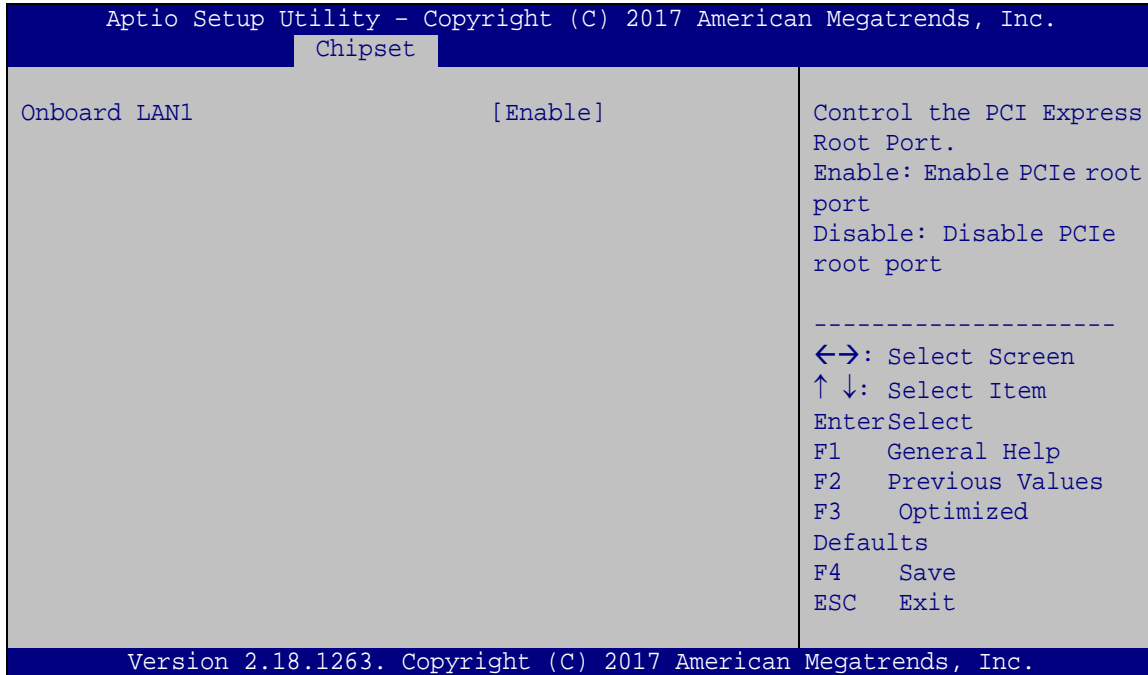 Aptio Setup Utility – Copyright (C) 2017 American Megatrends, Inc.
Chipset
Onboard LAN1 [Enable]
Control the PCI Express
Root Port.
Enable: Enable PCIe root
port
Disable: Disable PCIe
root port
---------------------
←→: Select Screen
↑ ↓: Select Item
EnterSelect
F1 General Help
F2 Previous Values
F3 Optimized
Defaults
F4 Save
ESC Exit
Version 2.18.1263. Copyright (C) 2017 American Megatrends, Inc.